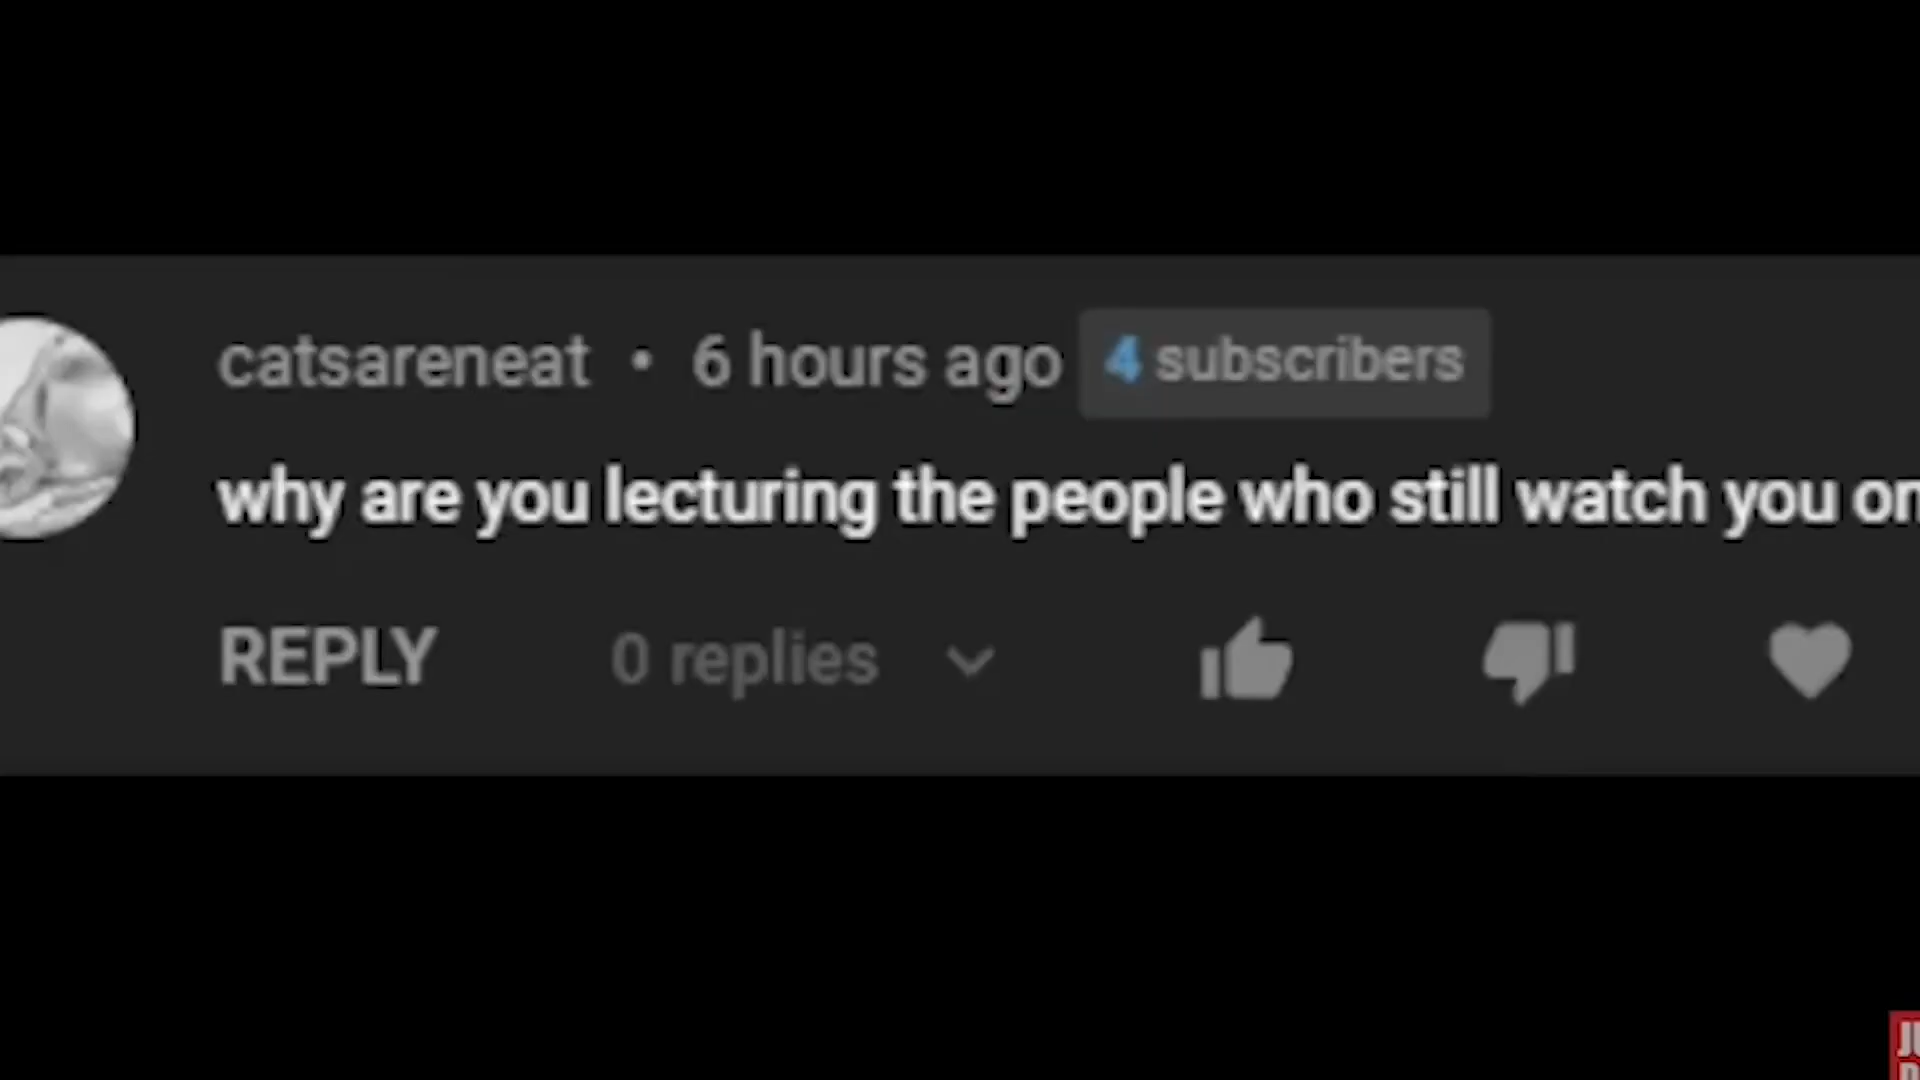 catsareneat • 6 hours ago 4 subscribers
why are you lecturing the people who still watch you on
REPLY 0 replies